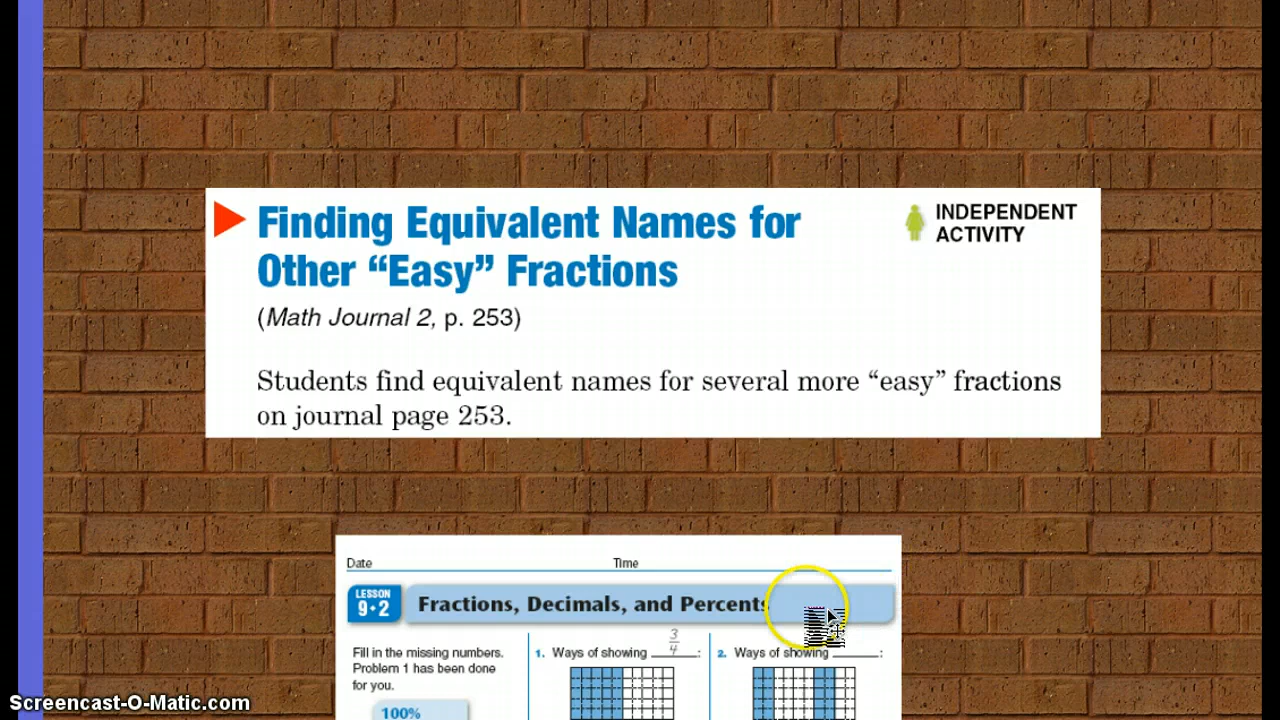 Finding Equivalent Names for
Other “Easy” Fractions
INDEPENDENT
ACTIVITY
(Math Journal 2, p. 253)
Students find equivalent names for several more “easy” fractions
on journal page 253.
Date Time
LESSON
9•2
Fractions, Decimals, and Percents
Fill in the missing numbers.
Problem 1 has been done
for you.
100%
1. Ways of showing 3/4:
2. Ways of showing ______:
Screencast-O-Matic.com